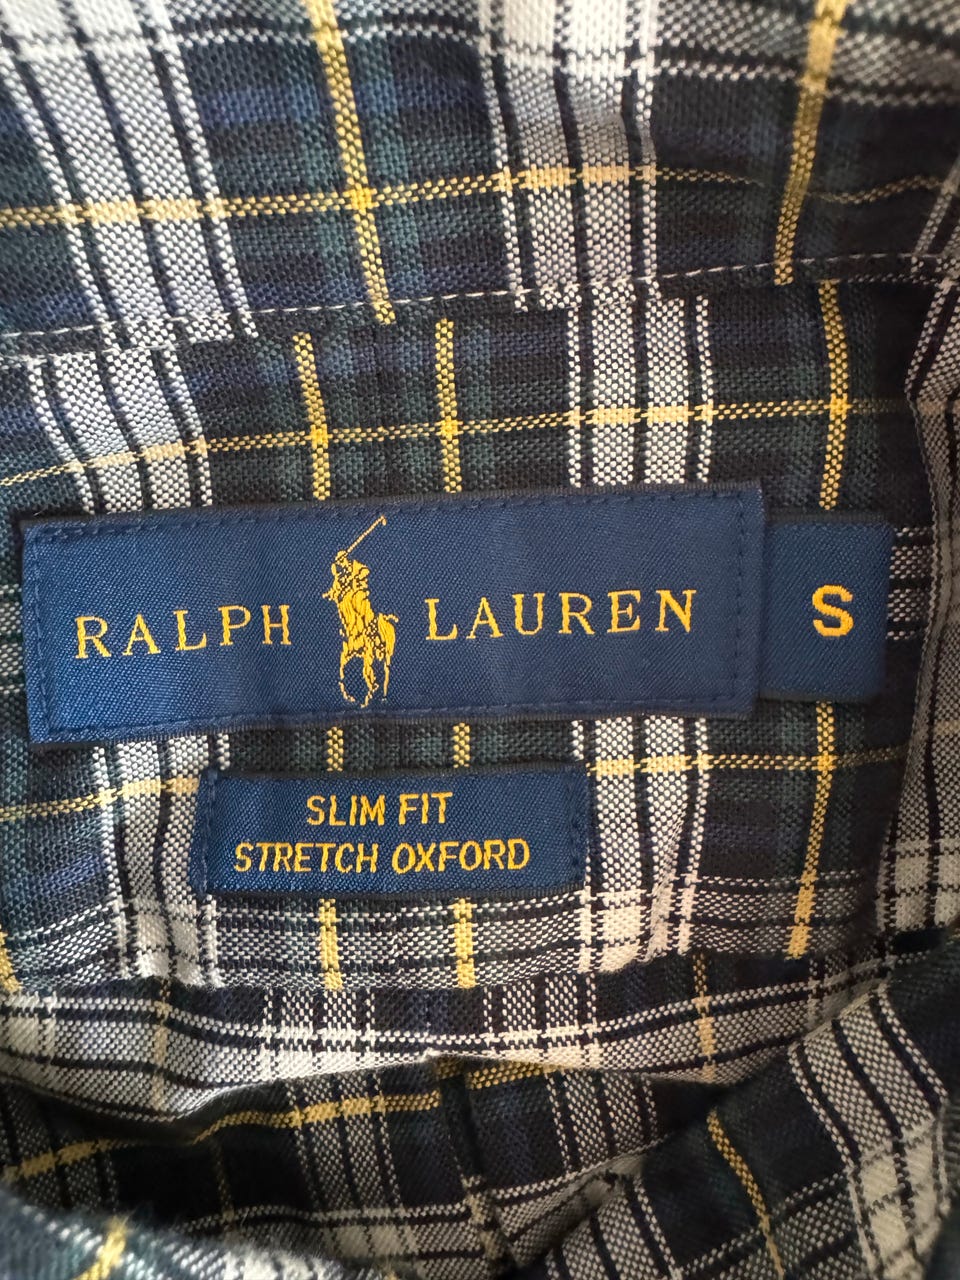 RALPH LAUREN
S
SLIM FIT
STRETCH OXFORD